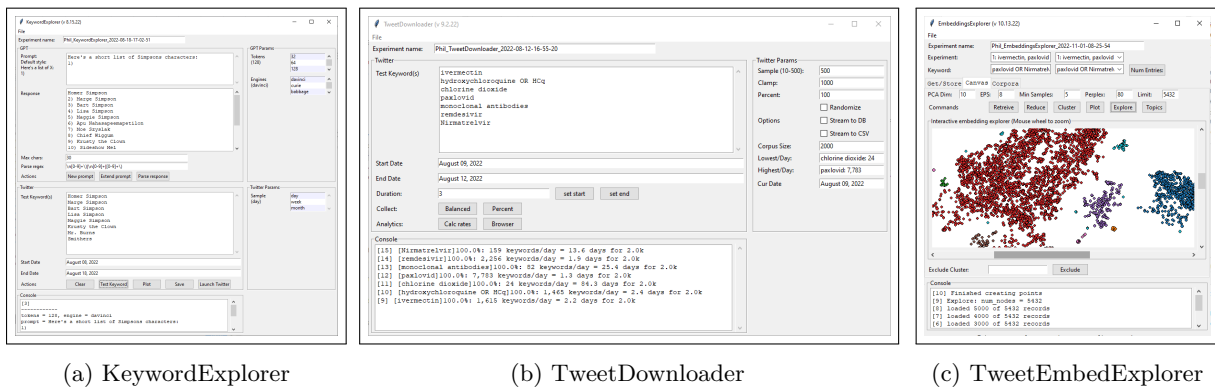 KeywordExplorer (v 8.15.22)
File
Experiment name: Phil_KeywordExplorer_2022-08-18-17-02-51
GPT
Prompt:
Default style:
Here's a list of X:
1)
Here's a short list of Simpsons characters:
1)
Response
Homer Simpson
2) Marge Simpson
3) Bart Simpson
4) Lisa Simpson
5) Maggie Simpson
6) Apu Nahasapeemapetilon
7) Moe Szyslak
8) Chief Wiggum
9) Krusty the Clown
10) Sideshow Mel
Max chars: 30
Parse regex
Actions New prompt Extend prompt Parse response
GPT Params
Tokens (128) 32 64 128
Engines (davinci) davinci curie babbage
Twitter
Test Keyword(s)
Homer Simpson
Marge Simpson
Bart Simpson
Lisa Simpson
Maggie Simpson
Krusty the Clown
Mr. Burns
Smithers
Start Date August 08, 2022
End Date August 18, 2022
Actions Clear Test Keyword Plot Save Launch Twitter
Twitter Params
Sample (day) day week month
Console
[3]
------------
tokens = 128, engine = davinci
prompt = Here's a short list of Simpsons characters:
1)
(a) KeywordExplorer
TweetDownloader (v 9.2.22)
File
Experiment name: Phil_TweetDownloader_2022-08-12-16-55-20
Twitter
Test Keyword(s)
ivermectin
hydroxychloroquine OR HCq
chlorine dioxide
paxlovid
monoclonal antibodies
remdesivir
Nirmatrelvir
Start Date August 09, 2022
End Date August 12, 2022
Duration: 3 set start set end
Collect: Balanced Percent
Analytics: Calc rates Browser
Twitter Params
Sample (10-500): 500
Clamp: 1000
Percent: 100
Randomize
Options Stream to DB
Stream to CSV
Corpus Size: 2000
Lowest/Day: chlorine dioxide: 24
Highest/Day: paxlovid: 7,783
Cur Date August 09, 2022
Console
[15] [Nirmatrelvir]100.0%: 159 keywords/day = 13.6 days for 2.0k
[14] [remdesivir]100.0%: 2,256 keywords/day = 1.9 days for 2.0k
[13] [monoclonal antibodies]100.0%: 82 keywords/day = 25.4 days for 2.0k
[12] [paxlovid]100.0%: 7,783 keywords/day = 1.3 days for 2.0k
[11] [chlorine dioxide]100.0%: 24 keywords/day = 84.3 days for 2.0k
[10] [hydroxychloroquine OR HCq]100.0%: 1,465 keywords/day = 2.4 days for 2.0k
[9] [ivermectin]100.0%: 1,615 keywords/day = 2.2 days for 2.0k
(b) TweetDownloader
EmbeddingsExplorer (v 10.13.22)
File
Experiment name: Phil_EmbeddingsExplorer_2022-11-01-08-25-54
Experiment: 1: ivermectin, paxlovid 1: ivermectin, paxlovid
Keyword: paxlovid OR Nirmatrelv paxlovid OR Nirmatrelv Num Entries
Get/Store Canvas Corpora
PCA Dim: 10 EPS: 8 Min Samples: 5 Perplex: 80 Limit: 5432
Commands Retreive Reduce Cluster Plot Explore Topics
Interactive embedding explorer (Mouse wheel to zoom)
Exclude Cluster: Exclude
Console
[10] Finished creating points
[9] Explore: num_nodes = 5432
[8] loaded 5000 of 5432 records
[7] loaded 4000 of 5432 records
[6] loaded 3000 of 5432 records
(c) TweetEmbedExplorer